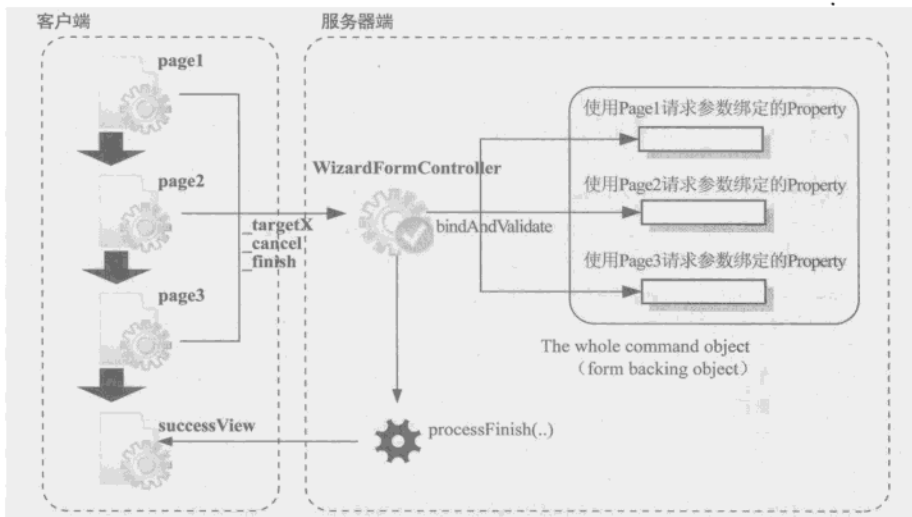 客户端
服务器端
page1
使用Page1请求参数绑定的Property
WizardFormController
page2
使用Page2请求参数绑定的Property
_targetX
bindAndValidate
_cancel
_finish
使用Page3请求参数绑定的Property
page3
The whole command object
（form backing object）
successView
processFinish(..)